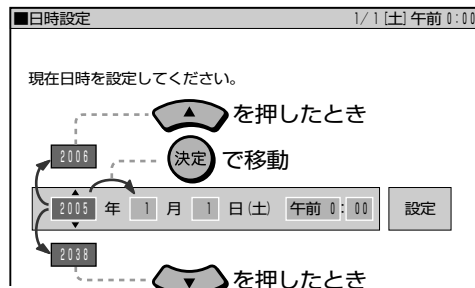 ■日時設定 1/ 1 [土] 午前 0:00
現在日時を設定してください。
▲ を押したとき
2006
決定 で移動
2005 年 1 月 1 日(土) 午前 0 : 00 設定
2038
▼ を押したとき